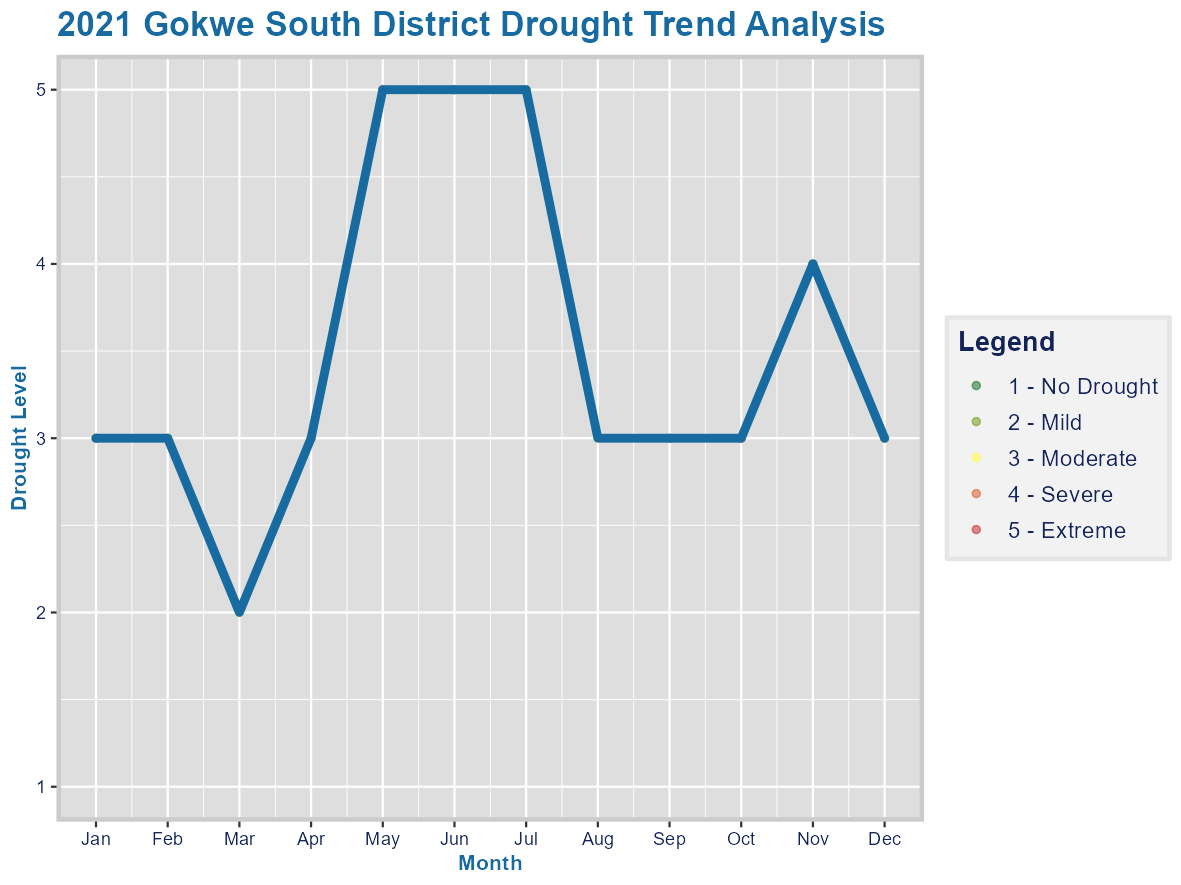 2021 Gokwe South District Drought Trend Analysis
Drought Level
5
4
3
2
1
Jan Feb Mar Apr May Jun Jul Aug Sep Oct Nov Dec
Month
Legend
1 - No Drought
2 - Mild
3 - Moderate
4 - Severe
5 - Extreme